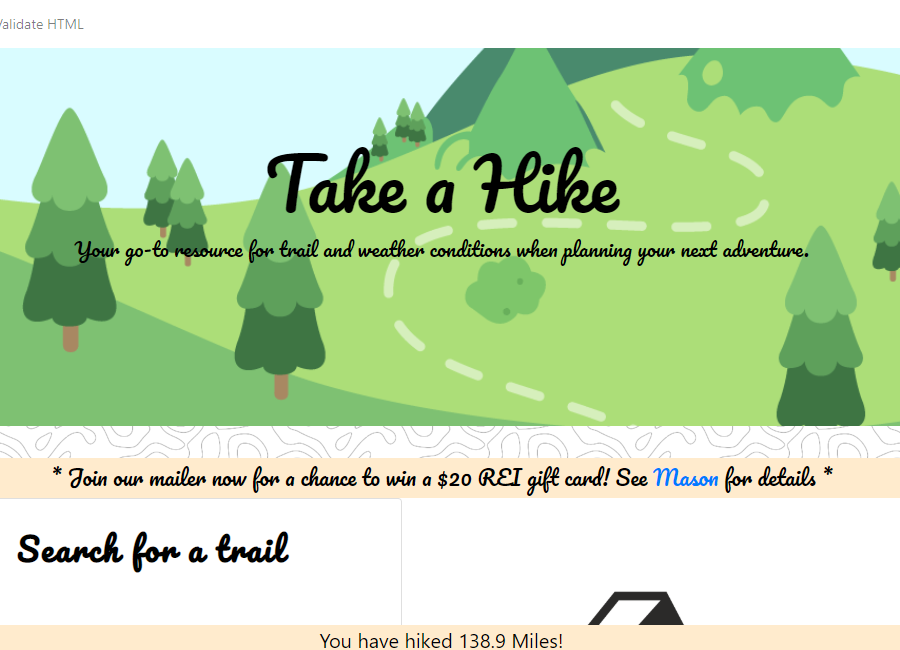 Validate HTML
Take a Hike
Your go-to resource for trail and weather conditions when planning your next adventure.
* Join our mailer now for a chance to win a $20 REI gift card! See Mason for details *
Search for a trail
You have hiked 138.9 Miles!